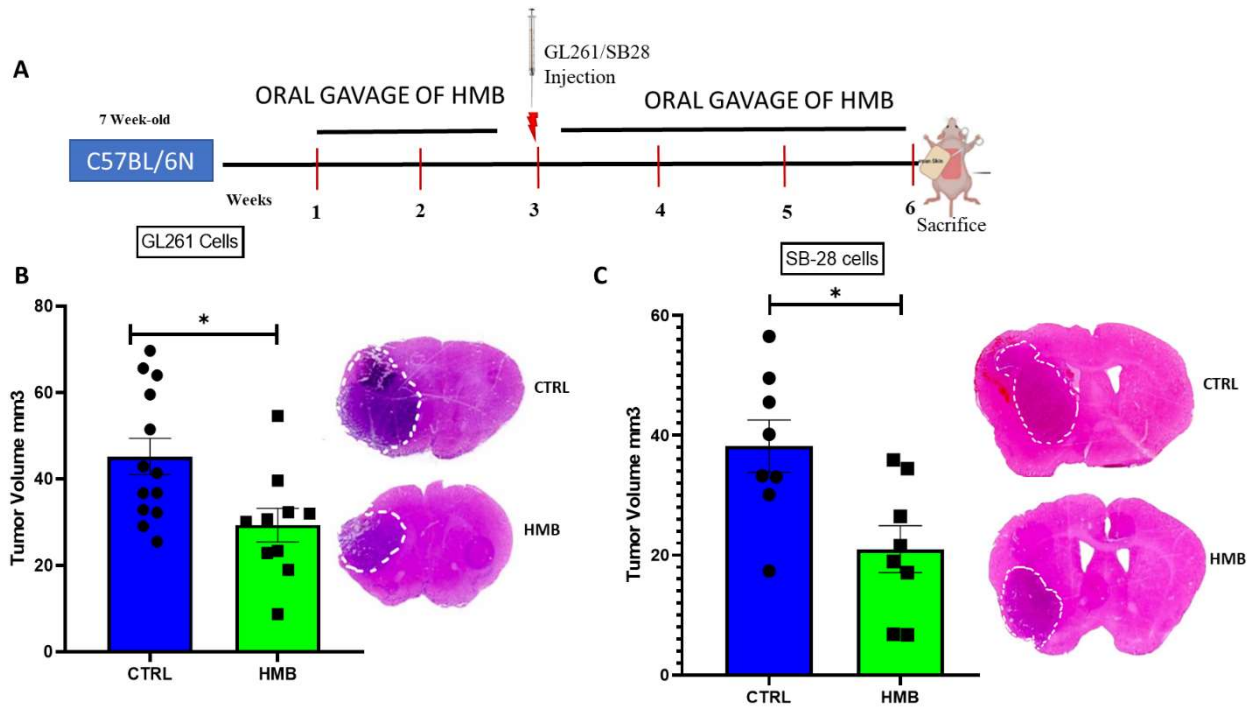 A
GL261/SB28
Injection
ORAL GAVAGE OF HMB
ORAL GAVAGE OF HMB
7 Week-old
C57BL/6N
Weeks
1
2
3
4
5
6
Sacrifice
GL261 Cells
B
80
60
40
20
0
Tumor Volume mm3
*
CTRL
HMB
CTRL
HMB
SB-28 cells
C
60
40
20
0
Tumor Volume mm3
*
CTRL
HMB
CTRL
HMB